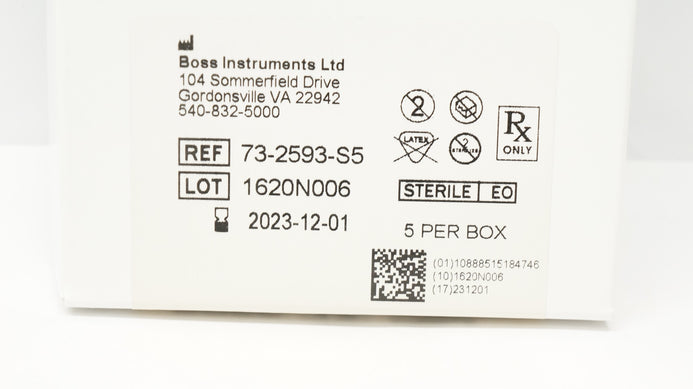 Boss Instruments Ltd
104 Sommerfield Drive
Gordonsville VA 22942
540-832-5000
REF 73-2593-S5
LOT 1620N006
2023-12-01
2
LATEX
2
Rx
ONLY
STERILE EO
5 PER BOX
(01)10888515184746
(10)1620N006
(17)231201